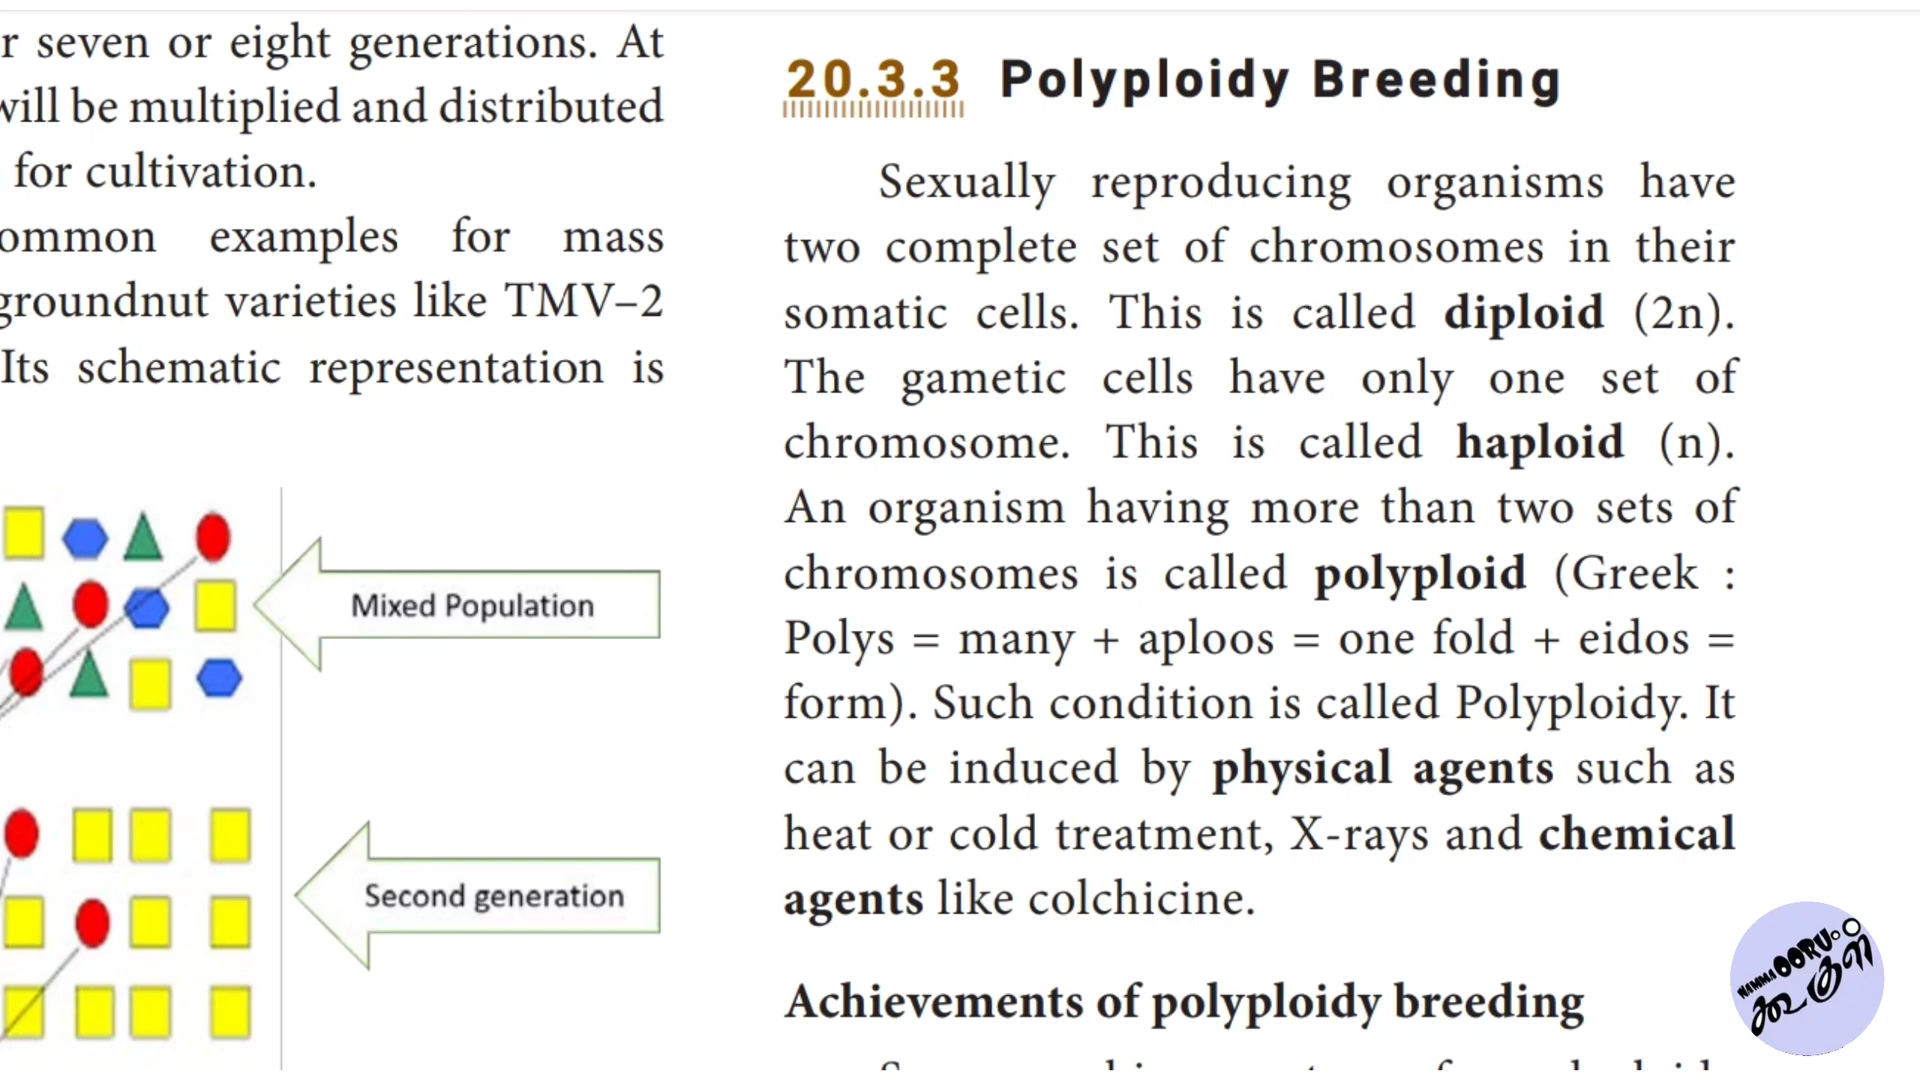 r seven or eight generations. At
will be multiplied and distributed
for cultivation.
ommon examples for mass
groundnut varieties like TMV–2
Its schematic representation is
Mixed Population
Second generation
20.3.3 Polyploidy Breeding
Sexually reproducing organisms have
two complete set of chromosomes in their
somatic cells. This is called diploid (2n).
The gametic cells have only one set of
chromosome. This is called haploid (n).
An organism having more than two sets of
chromosomes is called polyploid (Greek :
Polys = many + aploos = one fold + eidos =
form). Such condition is called Polyploidy. It
can be induced by physical agents such as
heat or cold treatment, X-rays and chemical
agents like colchicine.
Achievements of polyploidy breeding
NAMMA OORU